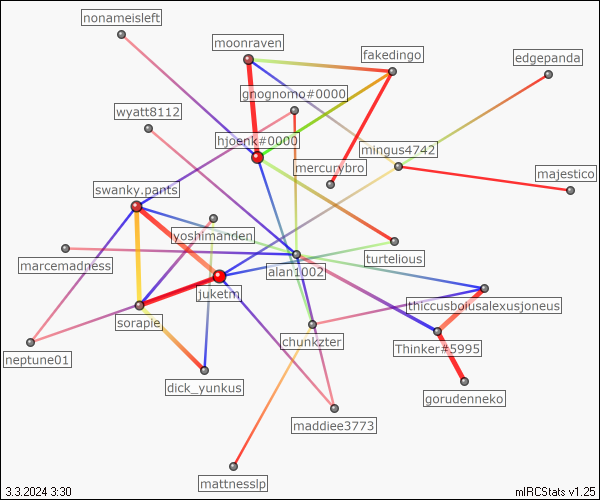 nonameisleft
moonraven
fakedingo
edgepanda
gnognomo#0000
wyatt8112
hjoenk#0000
mingus4742
mercurybro
majestico
swanky.pants
yoshimanden
turtelious
marcemadness
alan1002
juketm
thiccusboiusalexusjoneus
sorapie
chunkzter
Thinker#5995
neptune01
dick_yunkus
gorudenneko
maddiee3773
mattnesslp
3.3.2024 3:30
mIRCStats v1.25